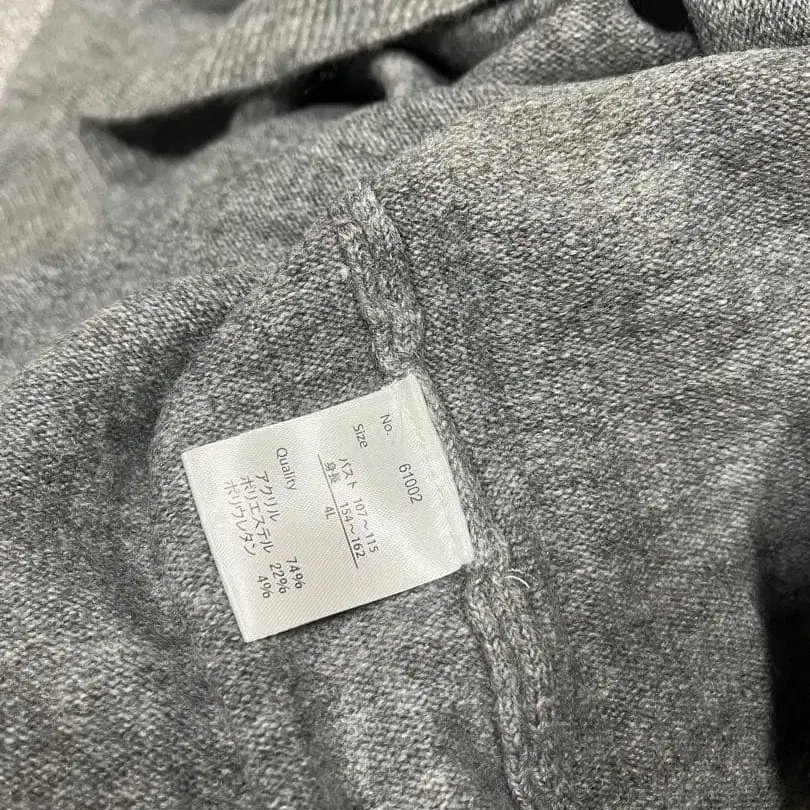 No. 61002
Size
バスト 107～115
身長 154～162
4L
Quality
アクリル 74%
ポリエステル 22%
ポリウレタン 4%